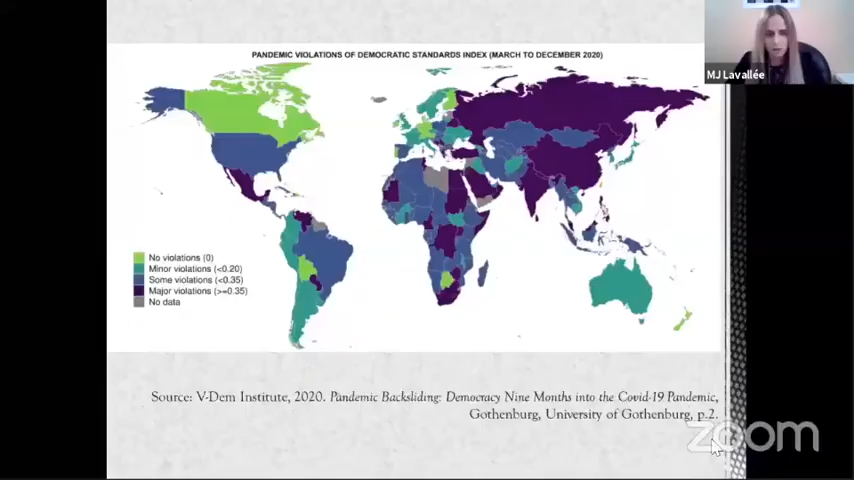 PANDEMIC VIOLATIONS OF DEMOCRATIC STANDARDS INDEX (MARCH TO DECEMBER 2020)
MJ Lavallée
No violations (0)
Minor violations (<0.20)
Some violations (<0.35)
Major violations (>=0.35)
No data
Source: V-Dem Institute, 2020. Pandemic Backsliding: Democracy Nine Months into the Covid-19 Pandemic,
Gothenburg, University of Gothenburg, p.2.
zoom